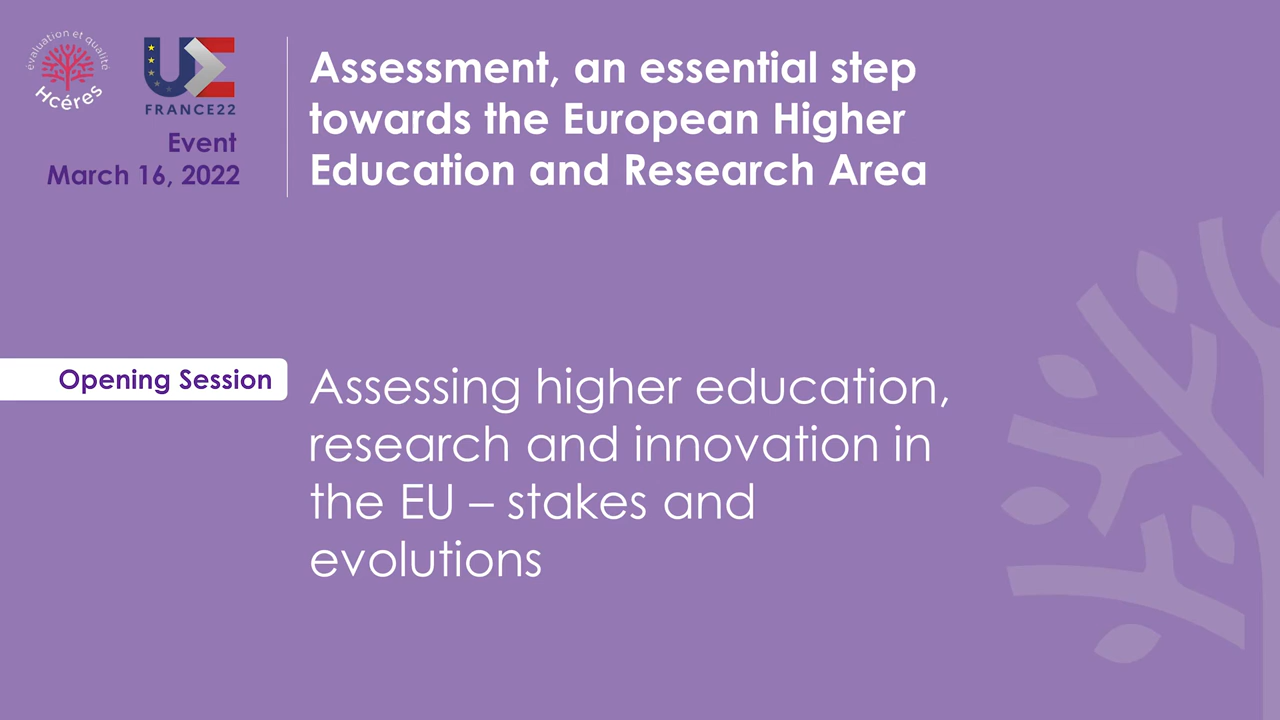 évaluation et qualité
Hcéres
UE
FRANCE22
Event
March 16, 2022
Assessment, an essential step
towards the European Higher
Education and Research Area
Opening Session
Assessing higher education,
research and innovation in
the EU – stakes and
evolutions